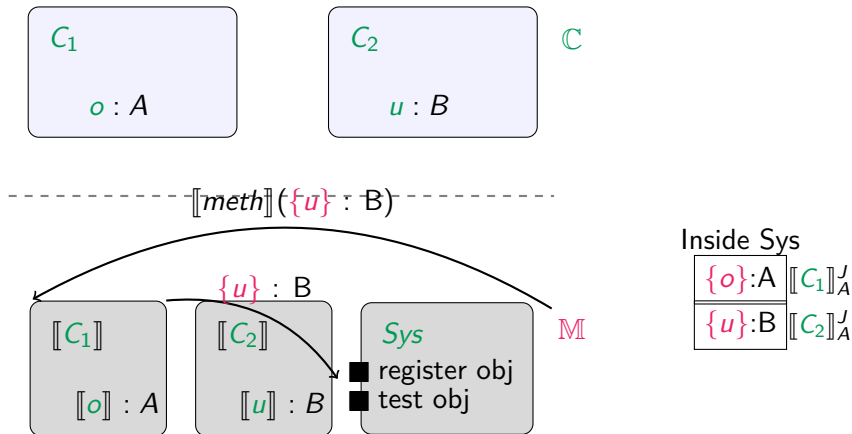 C₁ C₂ ℂ
o : A u : B
⟦meth⟧({u} : B)
Inside Sys
{u} : B
{o}:A ⟦C₁⟧ᴶ_A
⟦C₁⟧ ⟦C₂⟧ Sys 𝕄
{u}:B ⟦C₂⟧ᴶ_A
register obj
⟦o⟧ : A ⟦u⟧ : B
test obj